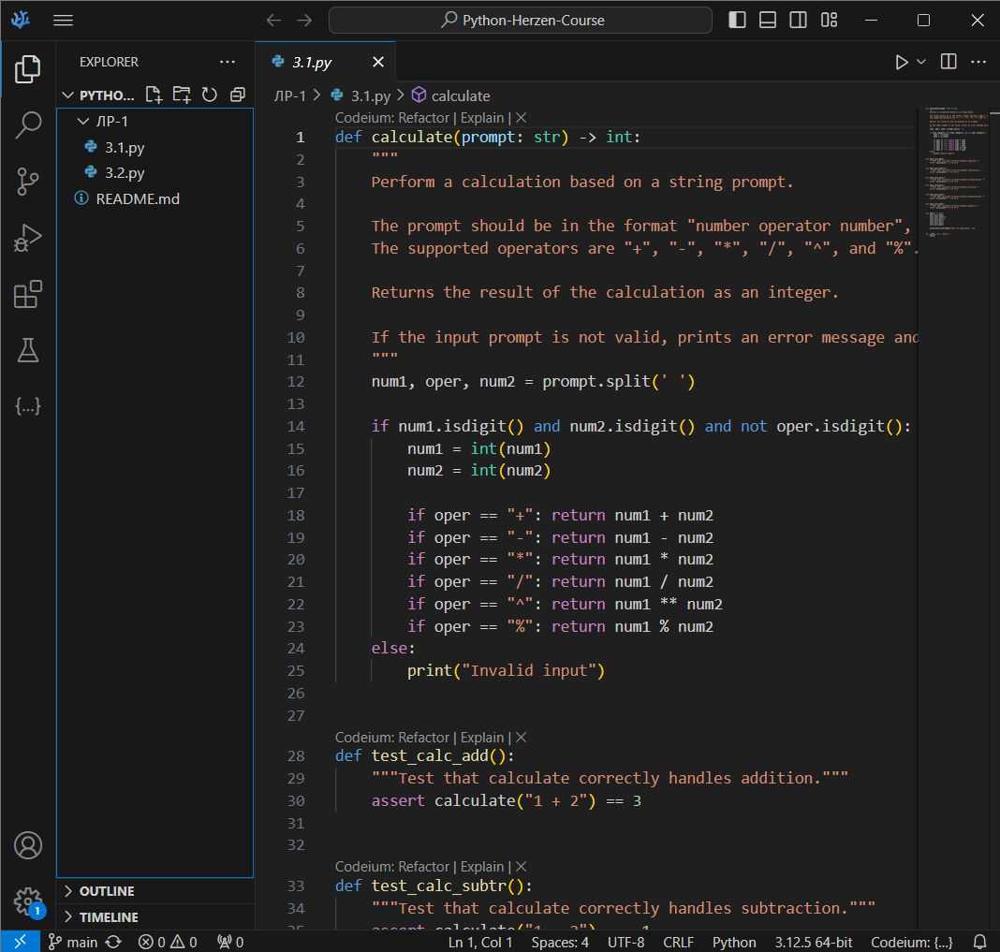 Python-Herzen-Course
EXPLORER
3.1.py
PYTHO...
ЛР-1
3.1.py
3.2.py
README.md
OUTLINE
TIMELINE
ЛР-1 > 3.1.py > calculate
Codeium: Refactor | Explain | ×
1 def calculate(prompt: str) -> int:
2 """
3 Perform a calculation based on a string prompt.
4
5 The prompt should be in the format "number operator number",
6 The supported operators are "+", "-", "*", "/", "^", and "%".
7
8 Returns the result of the calculation as an integer.
9
10 If the input prompt is not valid, prints an error message and
11 """
12 num1, oper, num2 = prompt.split(' ')
13
14 if num1.isdigit() and num2.isdigit() and not oper.isdigit():
15 num1 = int(num1)
16 num2 = int(num2)
17
18 if oper == "+": return num1 + num2
19 if oper == "-": return num1 - num2
20 if oper == "*": return num1 * num2
21 if oper == "/": return num1 / num2
22 if oper == "^": return num1 ** num2
23 if oper == "%": return num1 % num2
24 else:
25 print("Invalid input")
26
27
Codeium: Refactor | Explain | ×
28 def test_calc_add():
29 """Test that calculate correctly handles addition."""
30 assert calculate("1 + 2") == 3
31
32
Codeium: Refactor | Explain | ×
33 def test_calc_subtr():
34 """Test that calculate correctly handles subtraction."""
1
main 0 0 0 Ln 1, Col 1 Spaces: 4 UTF-8 CRLF Python 3.12.5 64-bit Codeium: {...}